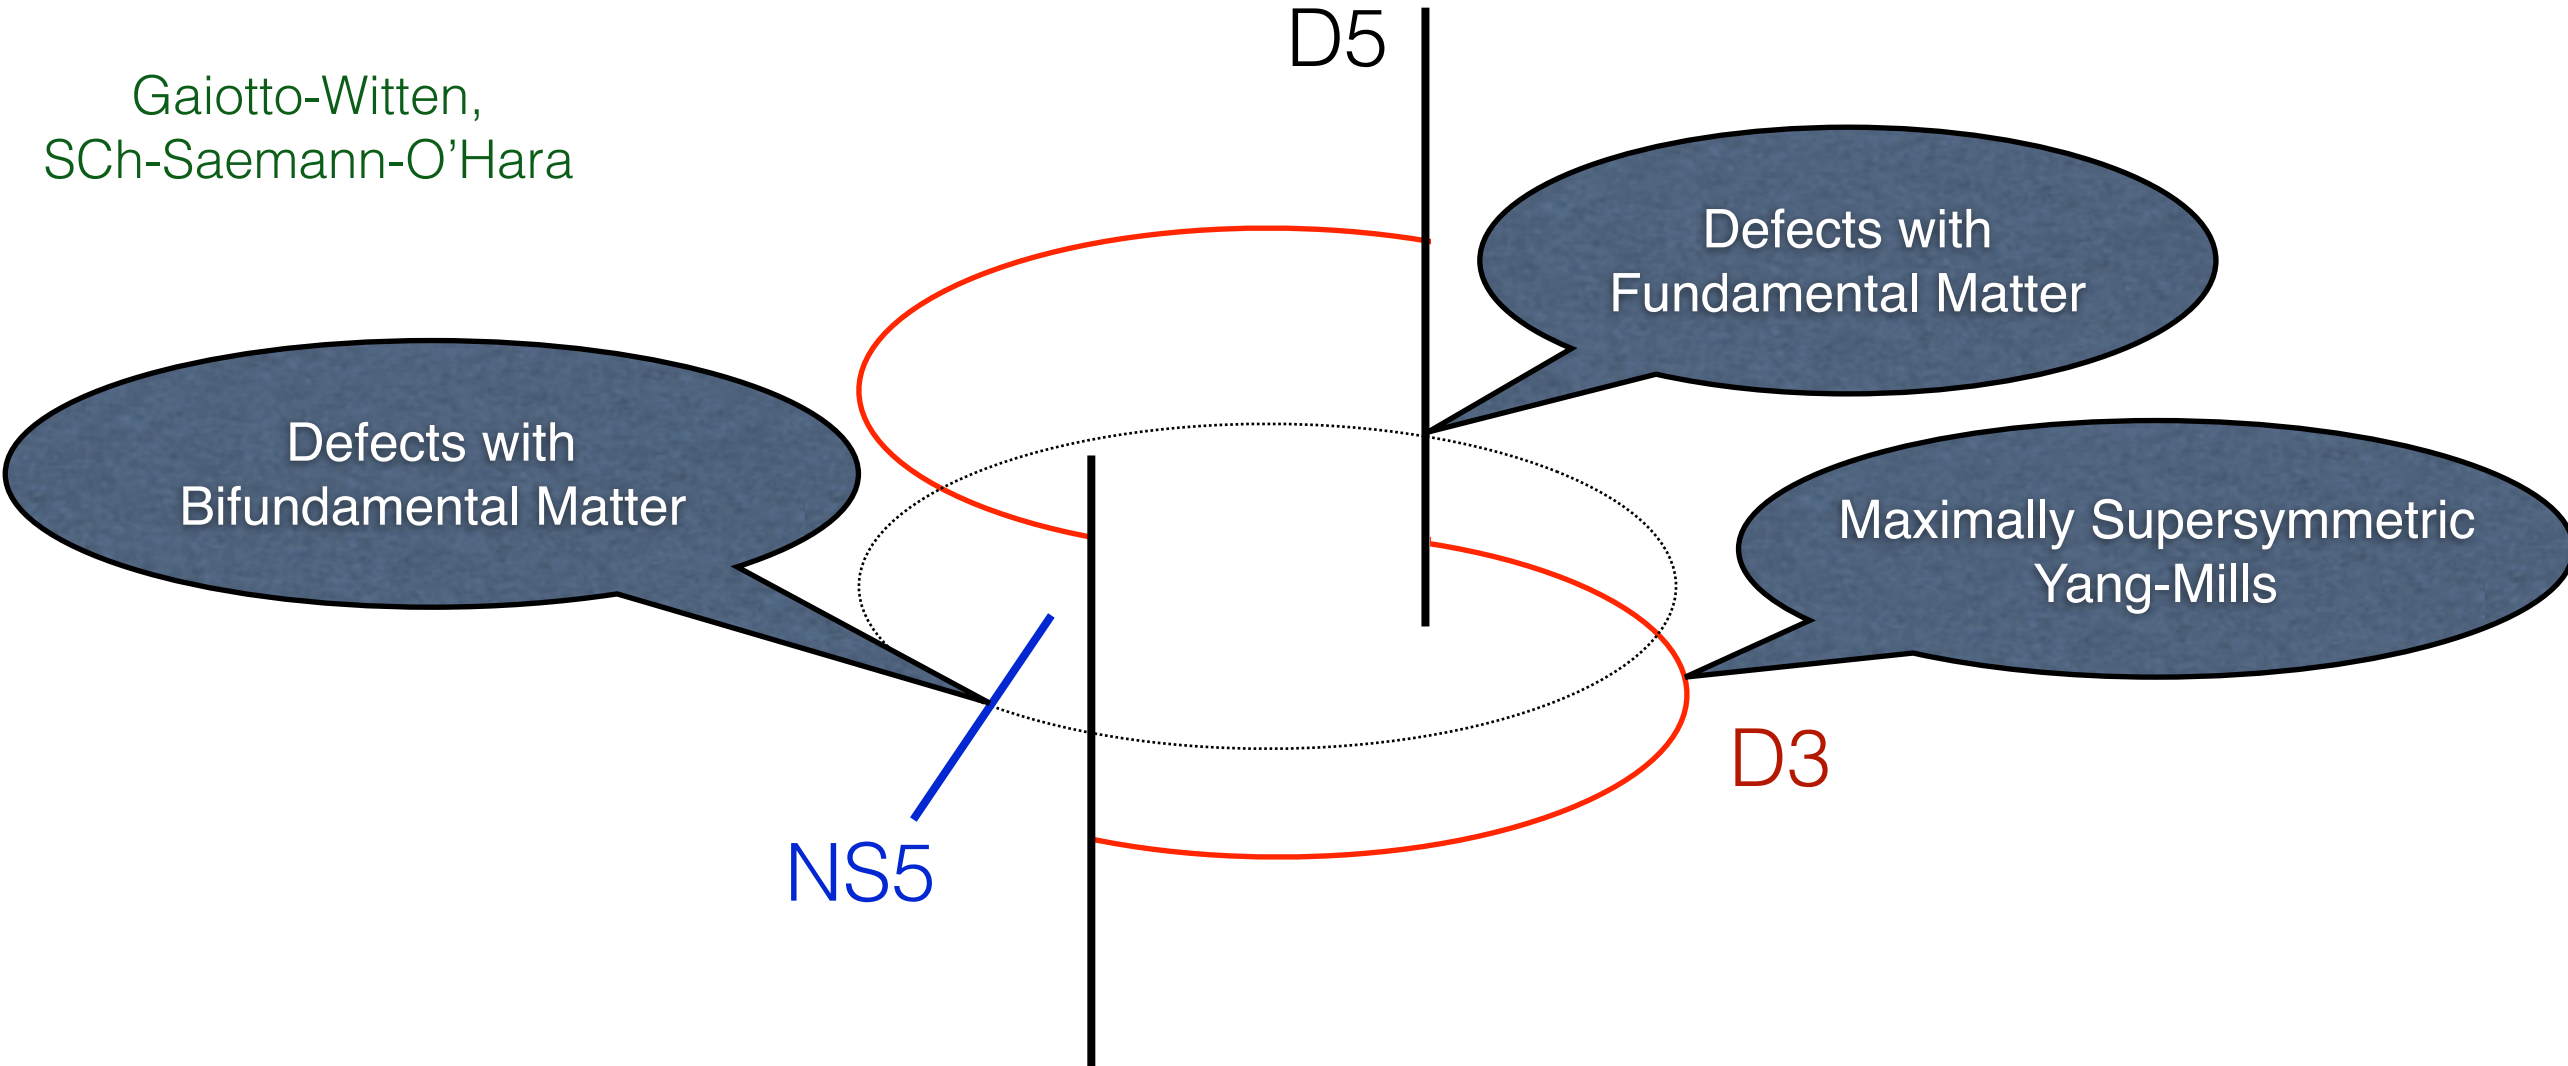 D5
Gaiotto-Witten,
SCh-Saemann-O'Hara
Defects with
Fundamental Matter
Defects with
Bifundamental Matter
Maximally Supersymmetric
Yang-Mills
D3
NS5